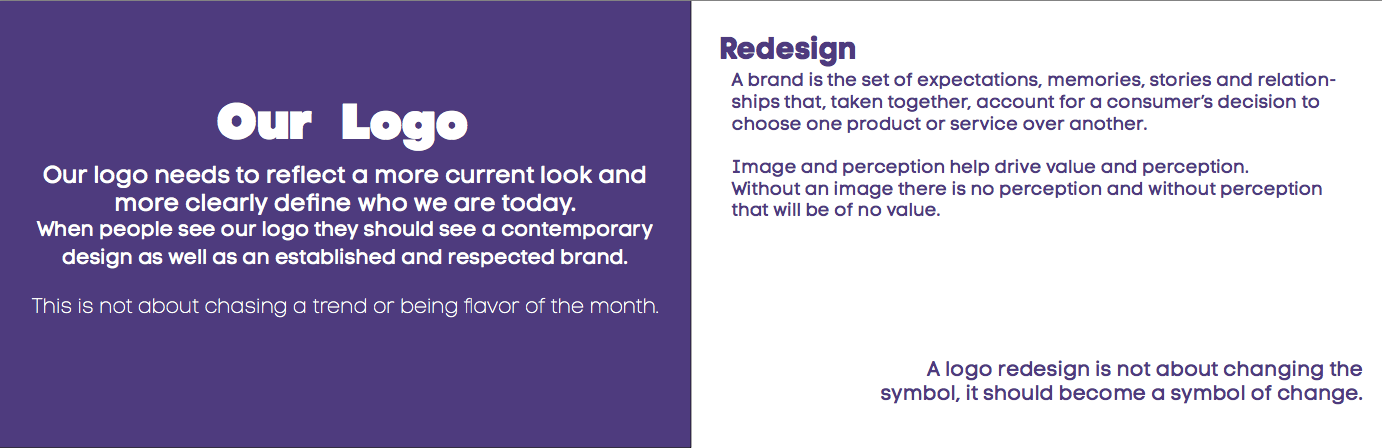 Our Logo
Our logo needs to reflect a more current look and
more clearly define who we are today.
When people see our logo they should see a contemporary
design as well as an established and respected brand.
This is not about chasing a trend or being flavor of the month.
Redesign
A brand is the set of expectations, memories, stories and relation-
ships that, taken together, account for a consumer's decision to
choose one product or service over another.
Image and perception help drive value and perception.
Without an image there is no perception and without perception
that will be of no value.
A logo redesign is not about changing the
symbol, it should become a symbol of change.